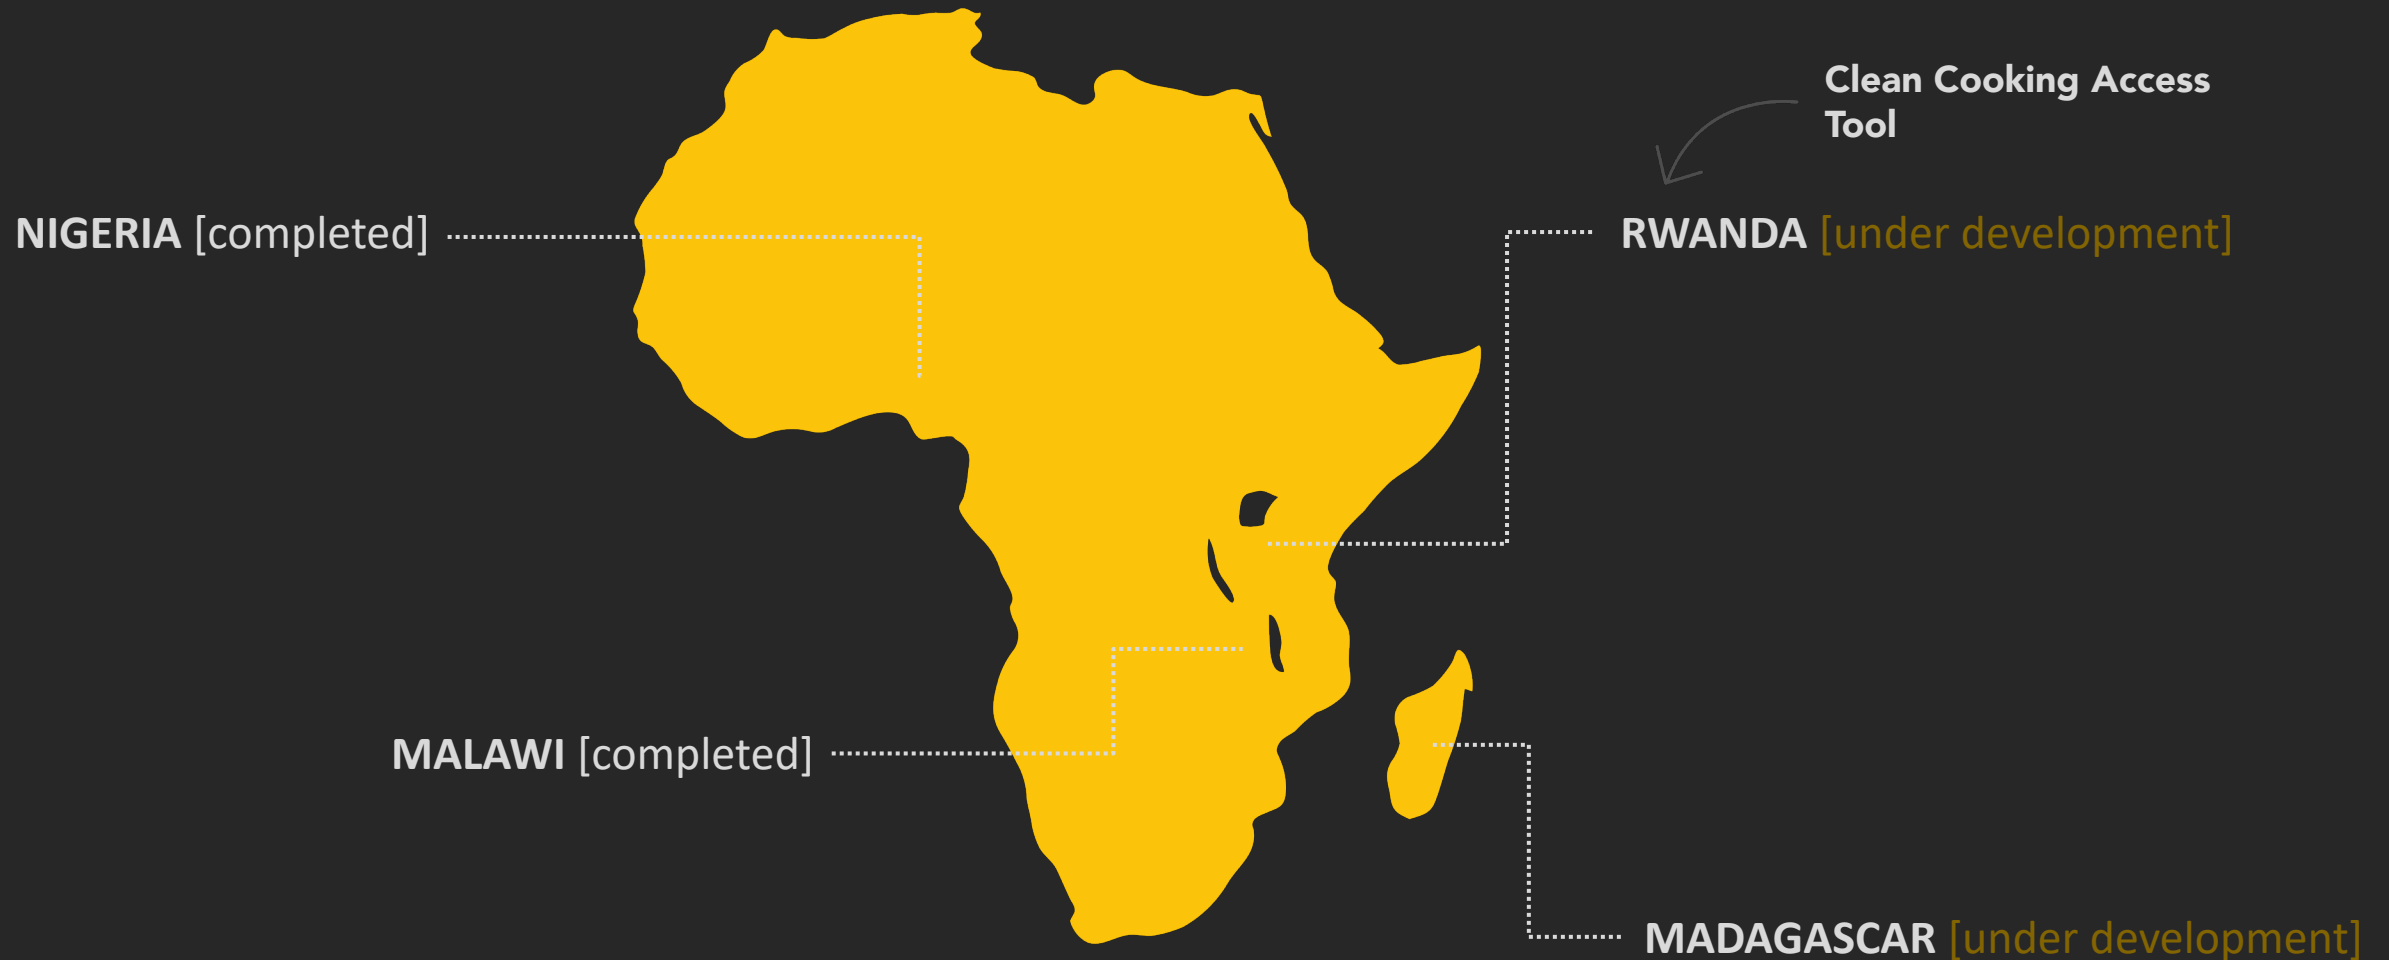 Clean Cooking Access
Tool
NIGERIA [completed]
RWANDA [under development]
MALAWI [completed]
MADAGASCAR [under development]